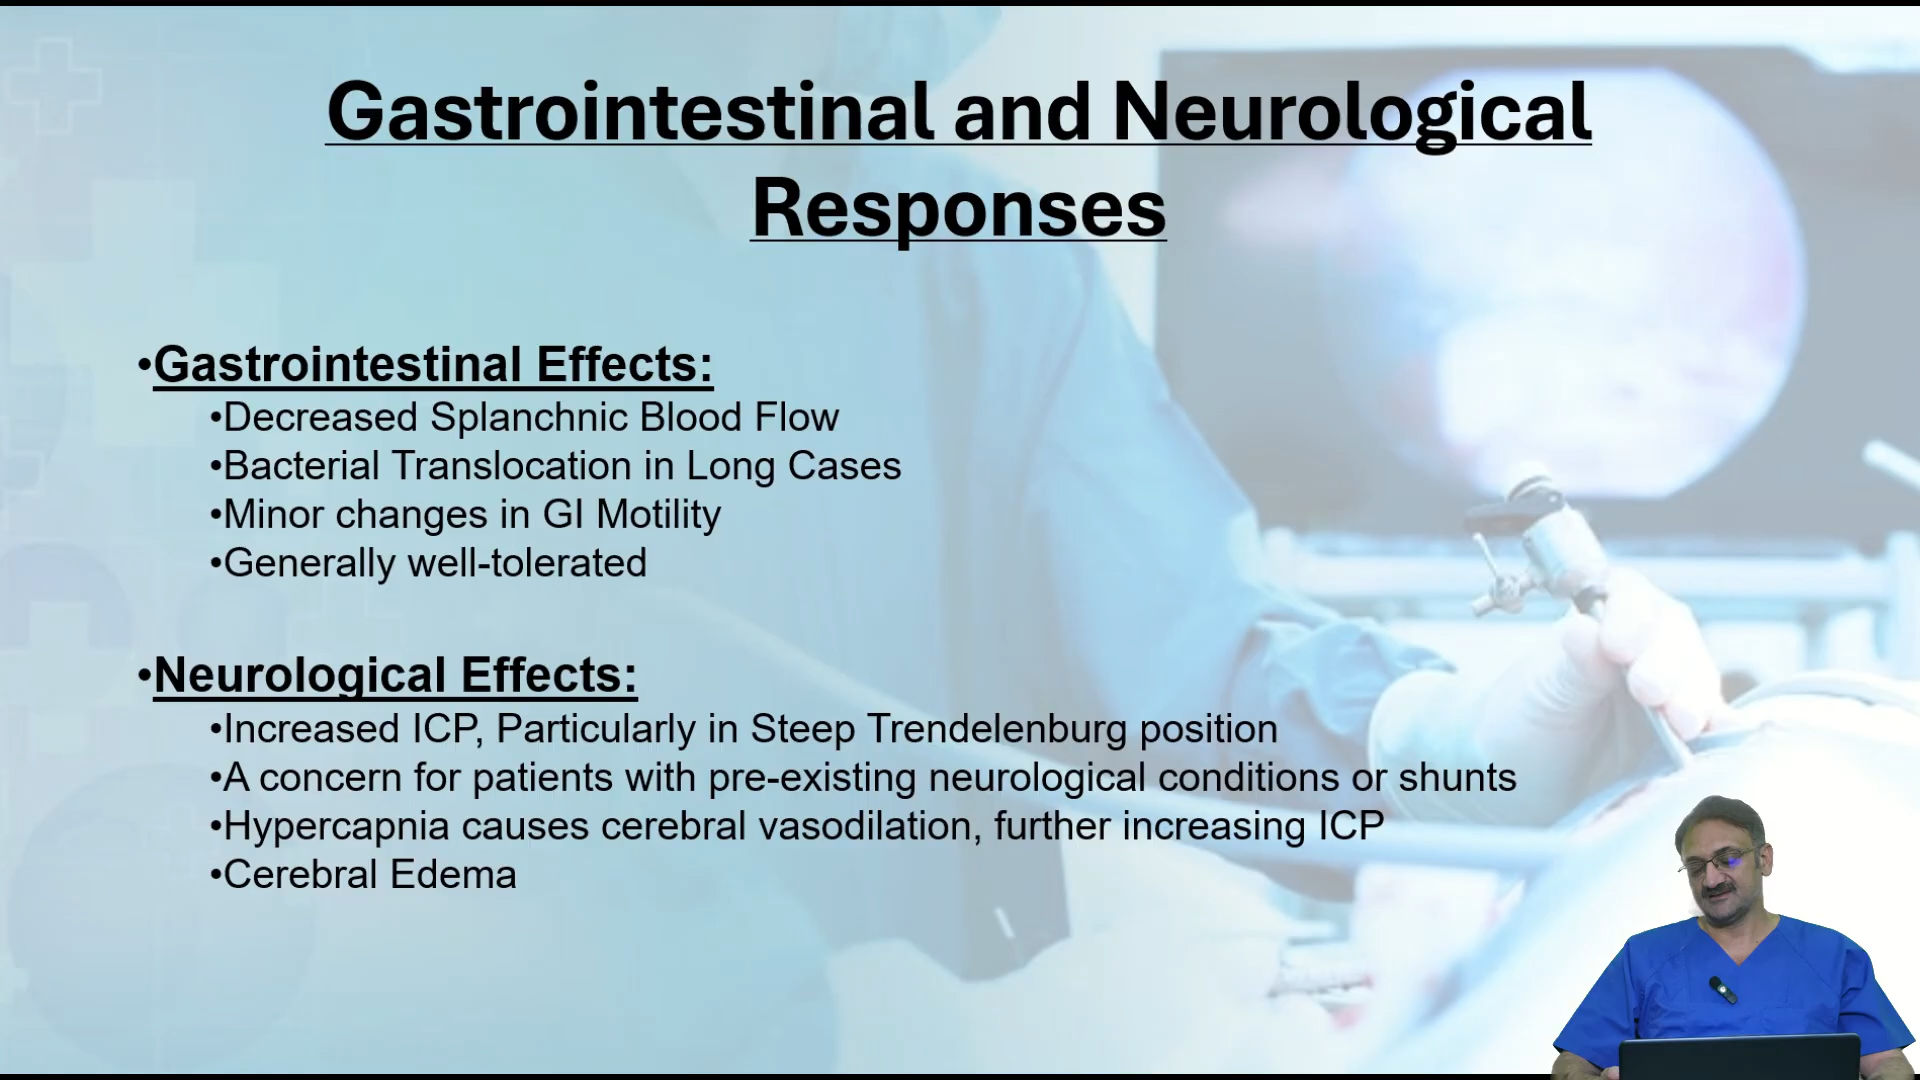 Gastrointestinal and Neurological
Responses
•Gastrointestinal Effects:
•Decreased Splanchnic Blood Flow
•Bacterial Translocation in Long Cases
•Minor changes in GI Motility
•Generally well-tolerated
•Neurological Effects:
•Increased ICP, Particularly in Steep Trendelenburg position
•A concern for patients with pre-existing neurological conditions or shunts
•Hypercapnia causes cerebral vasodilation, further increasing ICP
•Cerebral Edema